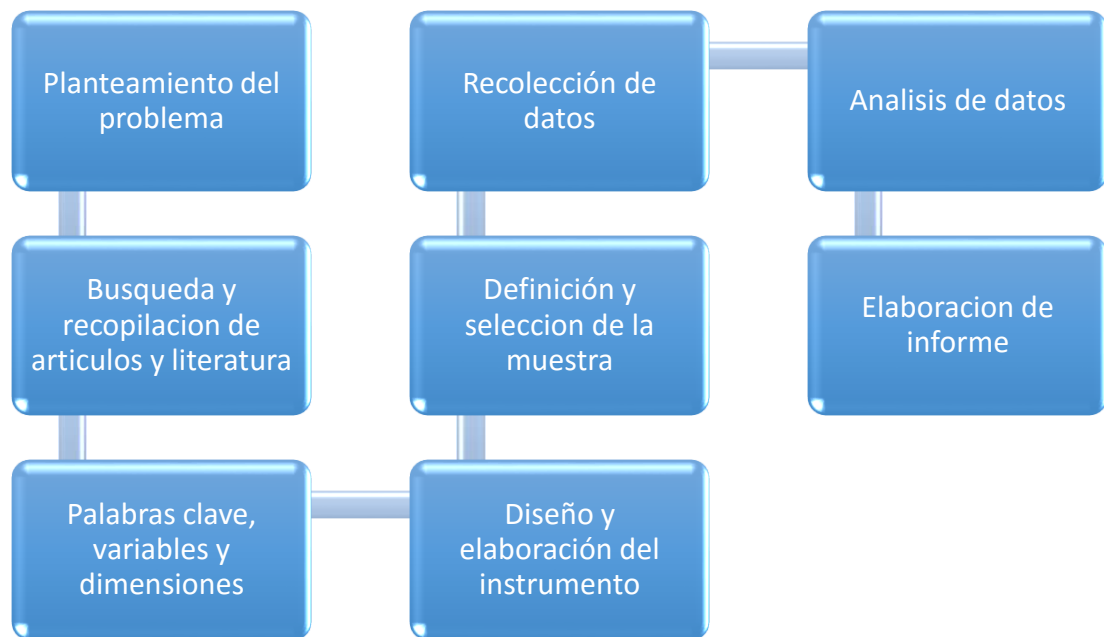 Planteamiento del
problema
Busqueda y
recopilacion de
articulos y literatura
Palabras clave,
variables y
dimensiones
Diseño y
elaboración del
instrumento
Definición y
seleccion de la
muestra
Recolección de
datos
Analisis de datos
Elaboracion de
informe